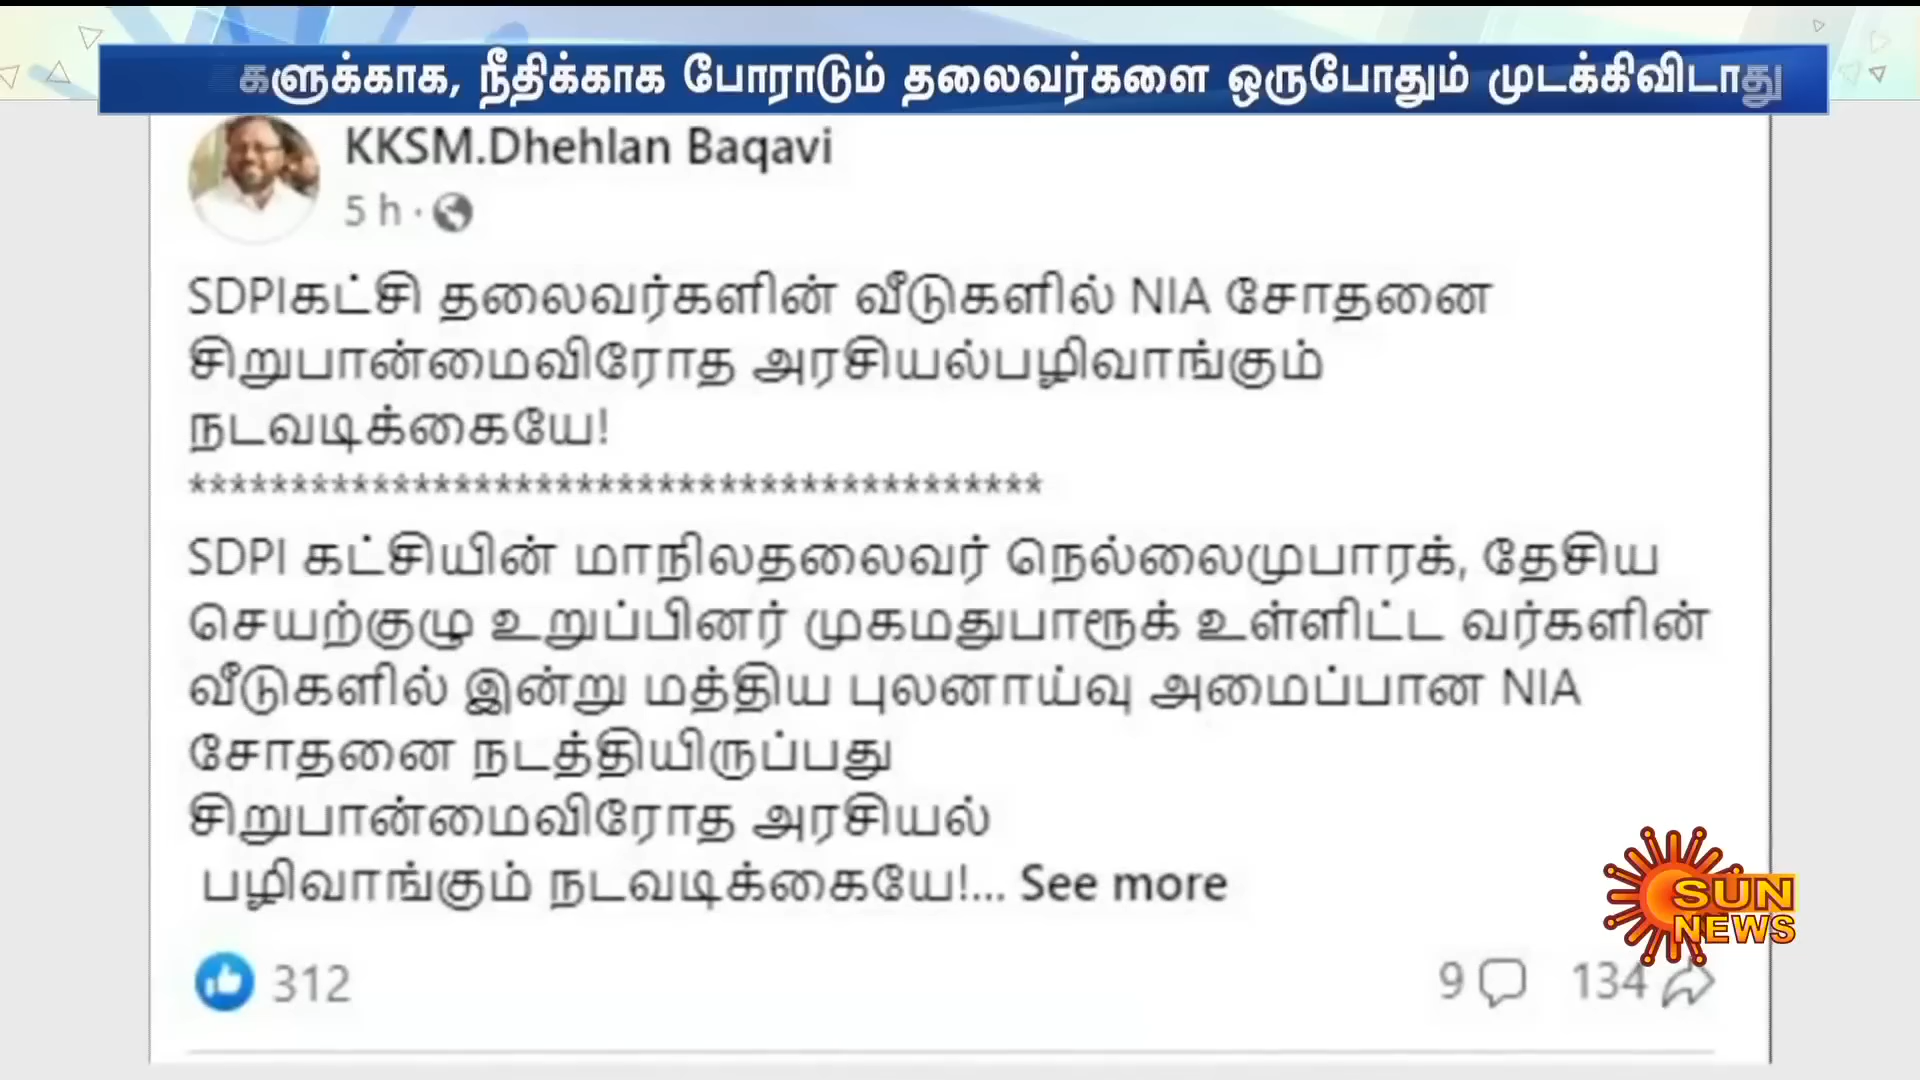 களுக்காக, நீதிக்காக போராடும் தலைவர்களை ஒருபோதும் முடக்கிவிடாது
KKSM.Dhehlan Baqavi
5 h ·
SDPIகட்சி தலைவர்களின் வீடுகளில் NIA சோதனை
சிறுபான்மைவிரோத அரசியல்பழிவாங்கும்
நடவடிக்கையே!
******************************************
SDPI கட்சியின் மாநிலதலைவர் நெல்லைமுபாரக், தேசிய
செயற்குழு உறுப்பினர் முகமதுபாரூக் உள்ளிட்ட வர்களின்
வீடுகளில் இன்று மத்திய புலனாய்வு அமைப்பான NIA
சோதனை நடத்தியிருப்பது
சிறுபான்மைவிரோத அரசியல்
பழிவாங்கும் நடவடிக்கையே!... See more
SUN
NEWS
312
9
134